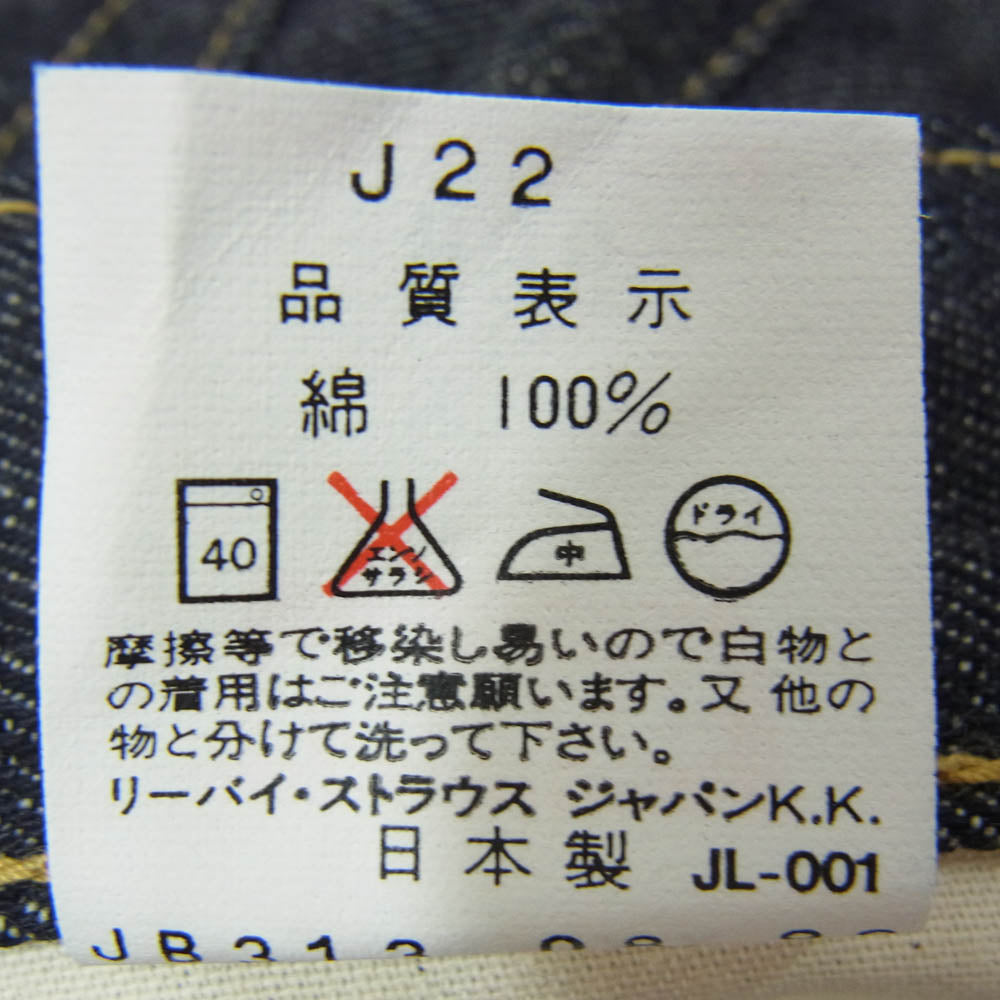 J22
品質表示
綿 100%
40 エンソ サラシ 中 ドライ
摩擦等で移染し易いので白物と
の着用はご注意願います。又他の
物と分けて洗って下さい。
リーバイ・ストラウス ジャパンK.K.
日本製 JL-001
JB313